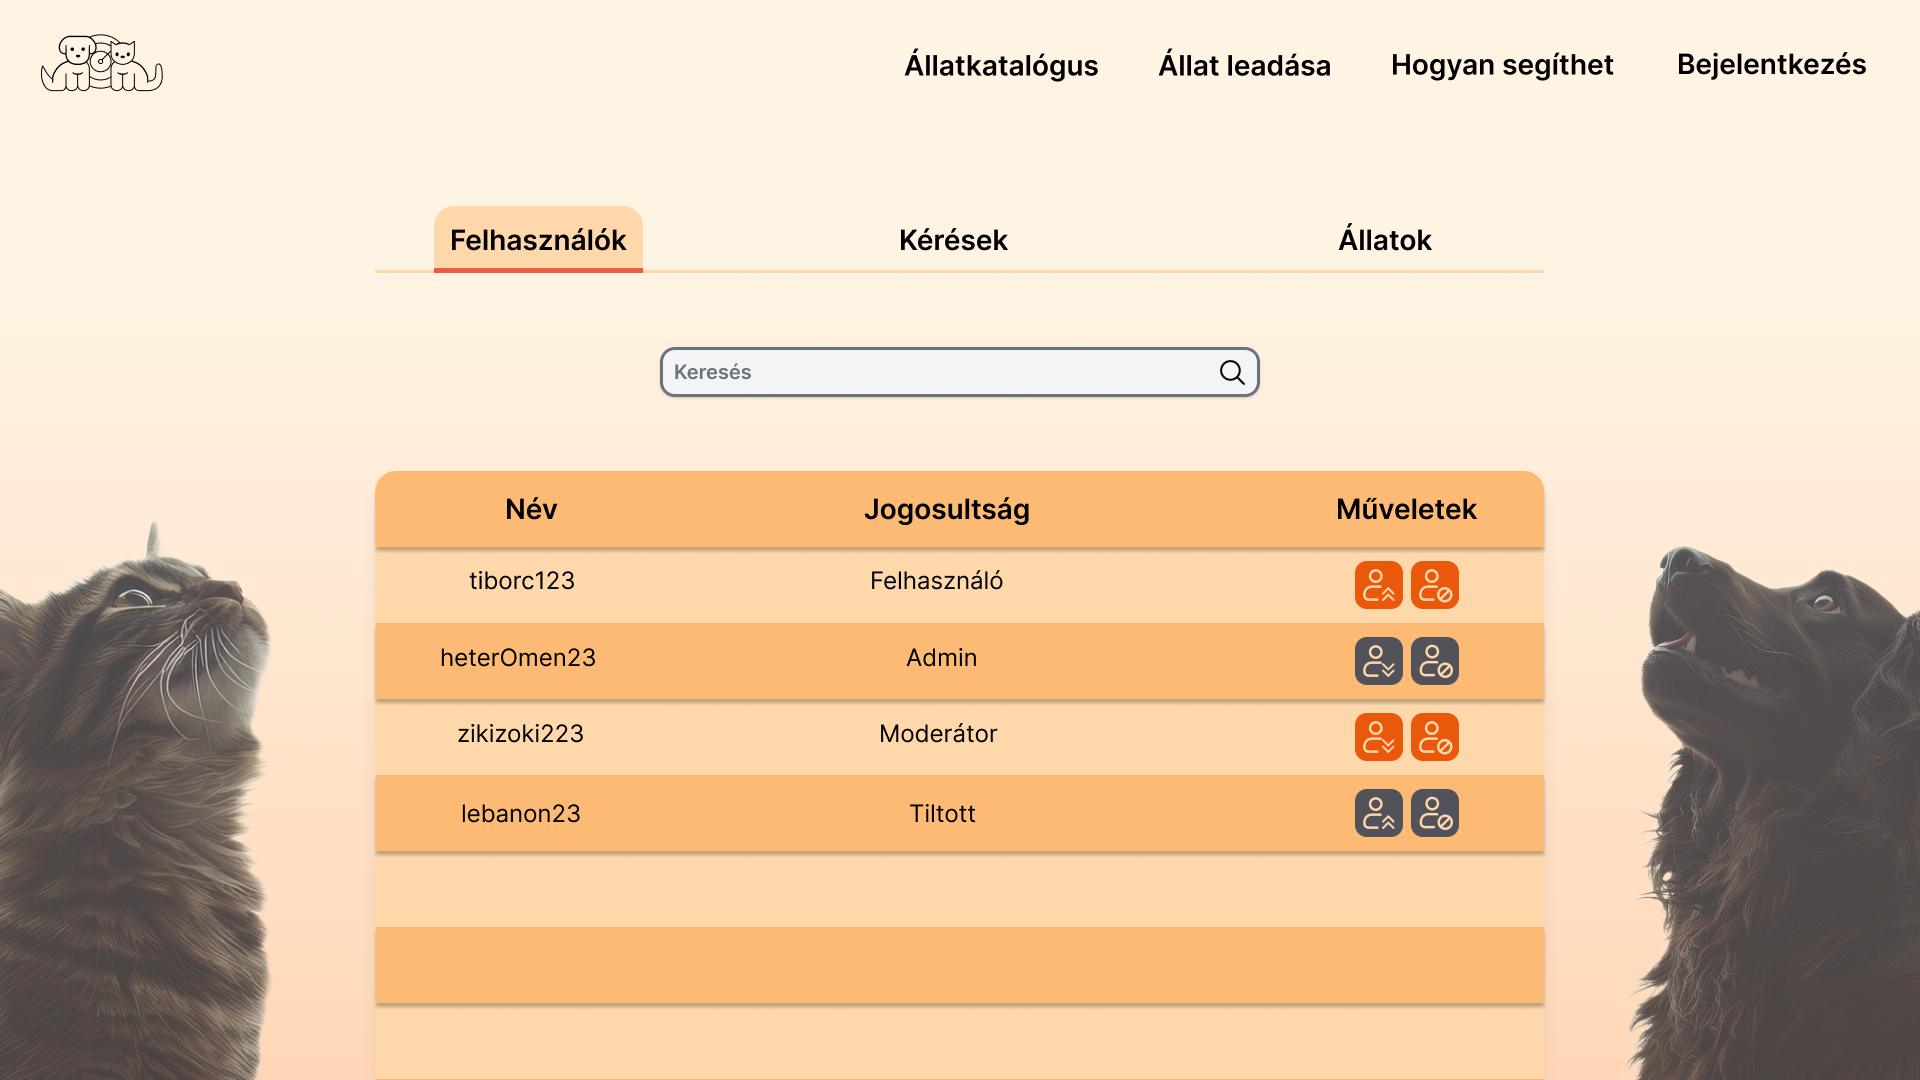 Állatkatalógus Állat leadása Hogyan segíthet Bejelentkezés
Felhasználók Kérések Állatok
Keresés
Név Jogosultság Műveletek
tiborc123 Felhasználó
heterOmen23 Admin
zikizoki223 Moderátor
lebanon23 Tiltott